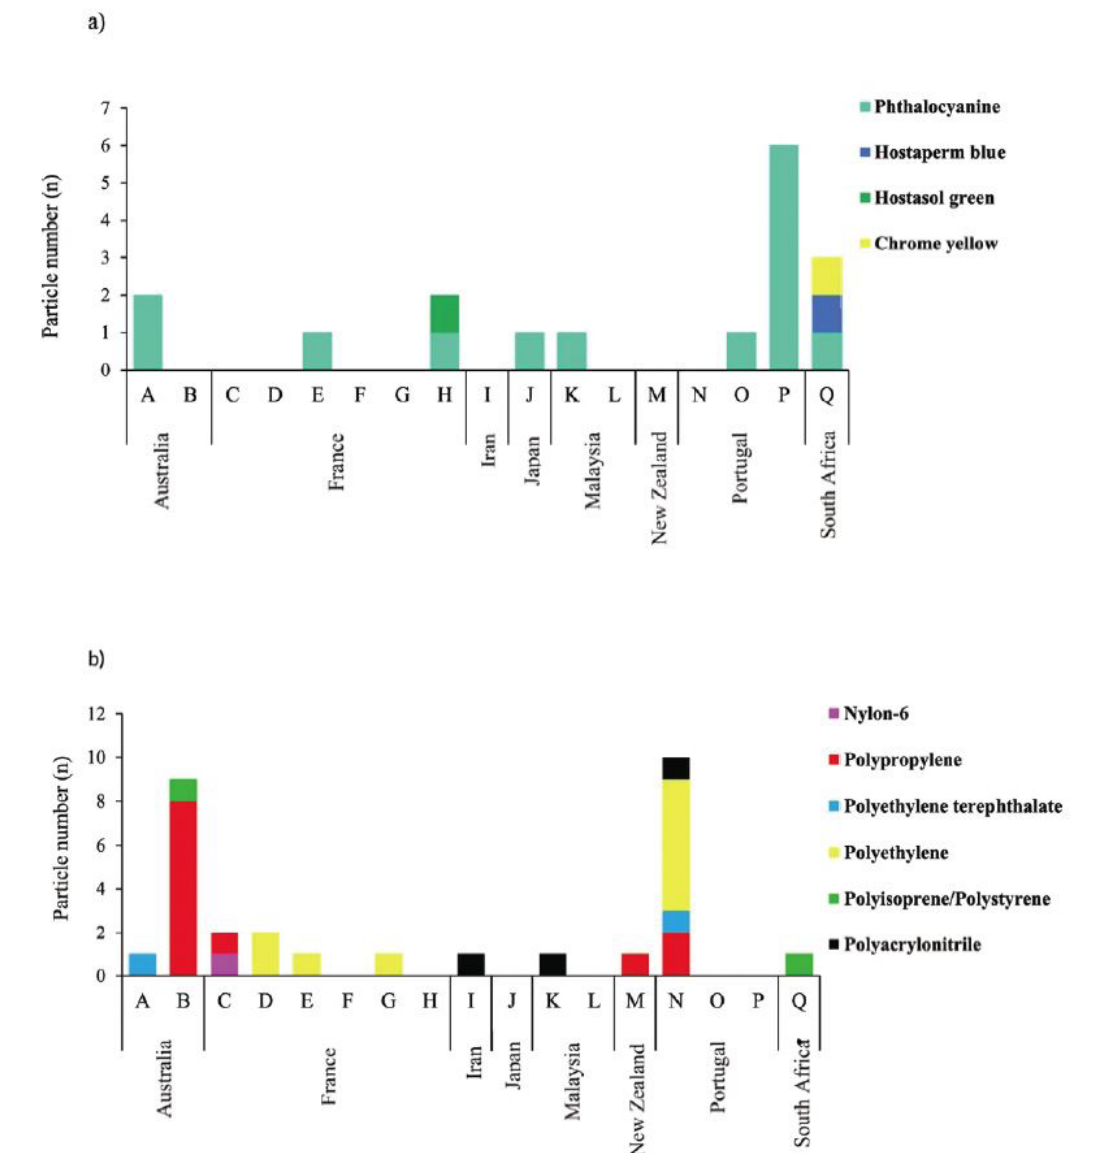 a)
7
6
5
4
3
2
1
0
Particle number (n)
Phthalocyanine
Hostaperm blue
Hostasol green
Chrome yellow
A B C D E F G H I J K L M N O P Q
Australia France Iran Japan Malaysia New Zealand Portugal South Africa
b)
12
10
8
6
4
2
0
Particle number (n)
Nylon-6
Polypropylene
Polyethylene terephthalate
Polyethylene
Polyisoprene/Polystyrene
Polyacrylonitrile
A B C D E F G H I J K L M N O P Q
Australia France Iran Japan Malaysia New Zealand Portugal South Africa